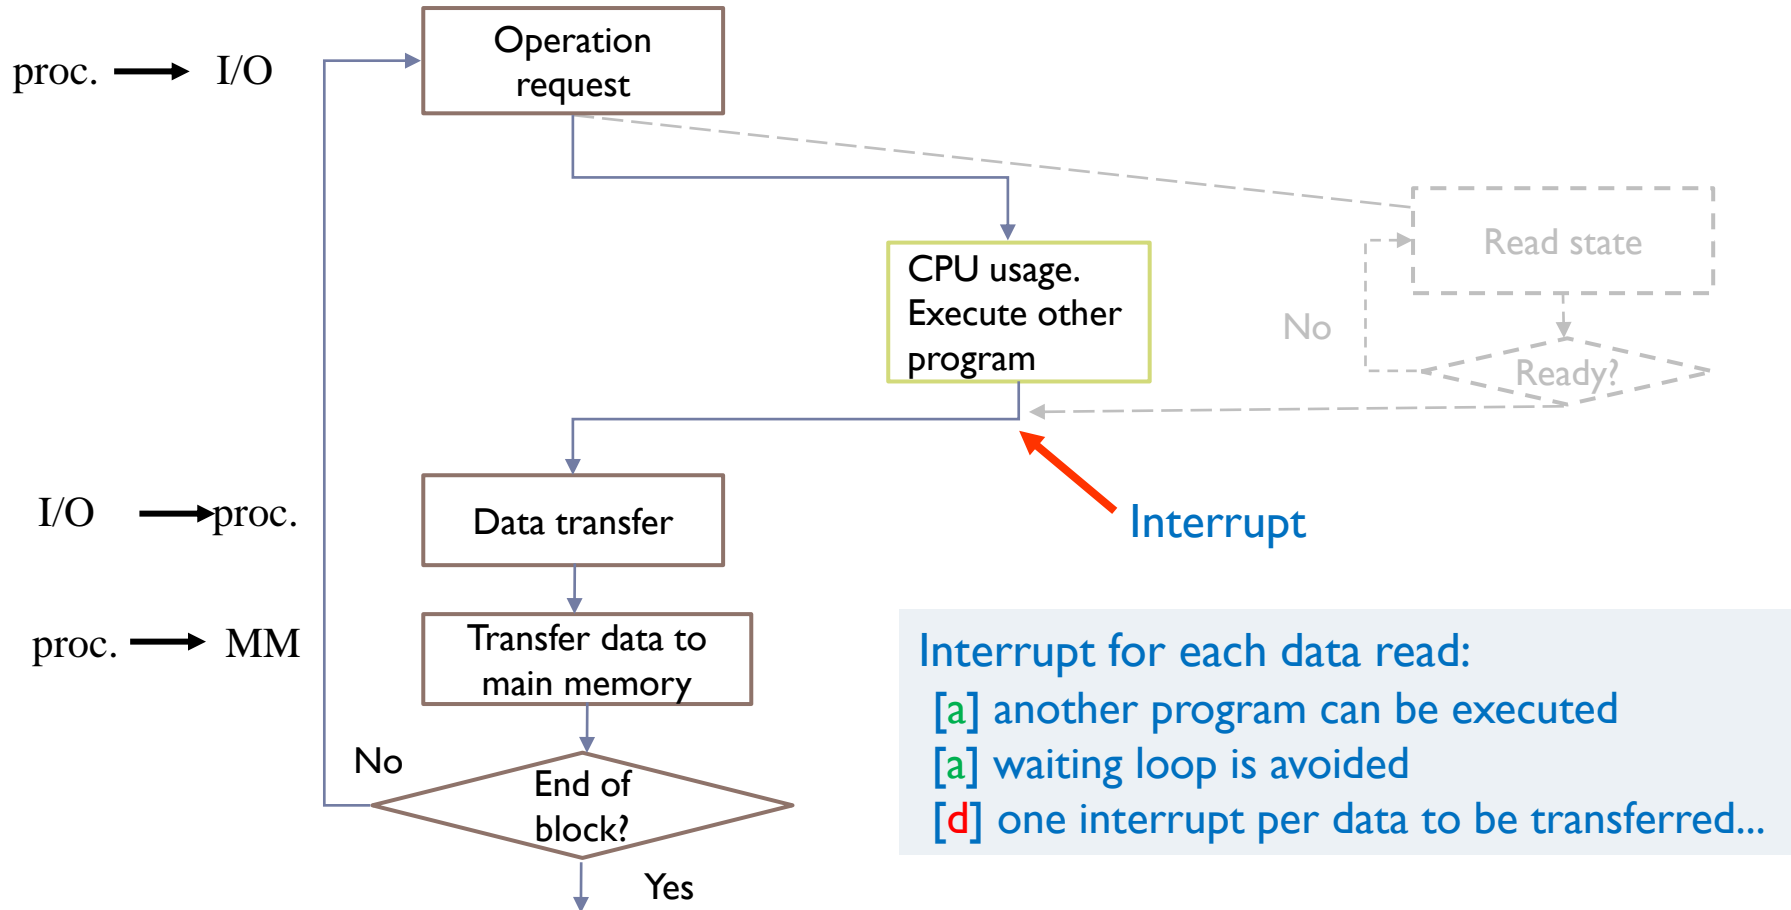 Operation
request
proc. I/O
Read state
CPU usage.
Execute other
program
No
Ready?
I/O proc.
Data transfer
Interrupt
proc. MM
Transfer data to
main memory
Interrupt for each data read:
[a] another program can be executed
[a] waiting loop is avoided
[d] one interrupt per data to be transferred...
No
End of
block?
Yes